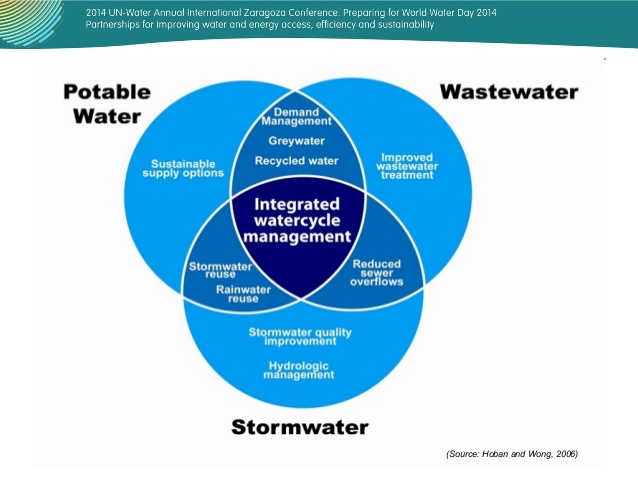 2014 UN-Water Annual International Zaragoza Conference. Preparing for World Water Day 2014
Partnerships for improving water and energy access, efficiency and sustainability
Potable
Water
Wastewater
Demand
Management
Greywater
Recycled water
Sustainable
supply options
Improved
wastewater
treatment
Integrated
watercycle
management
Stormwater
reuse
Rainwater
reuse
Reduced
sewer
overflows
Stormwater quality
improvement
Hydrologic
management
Stormwater
(Source: Hoban and Wong, 2006)